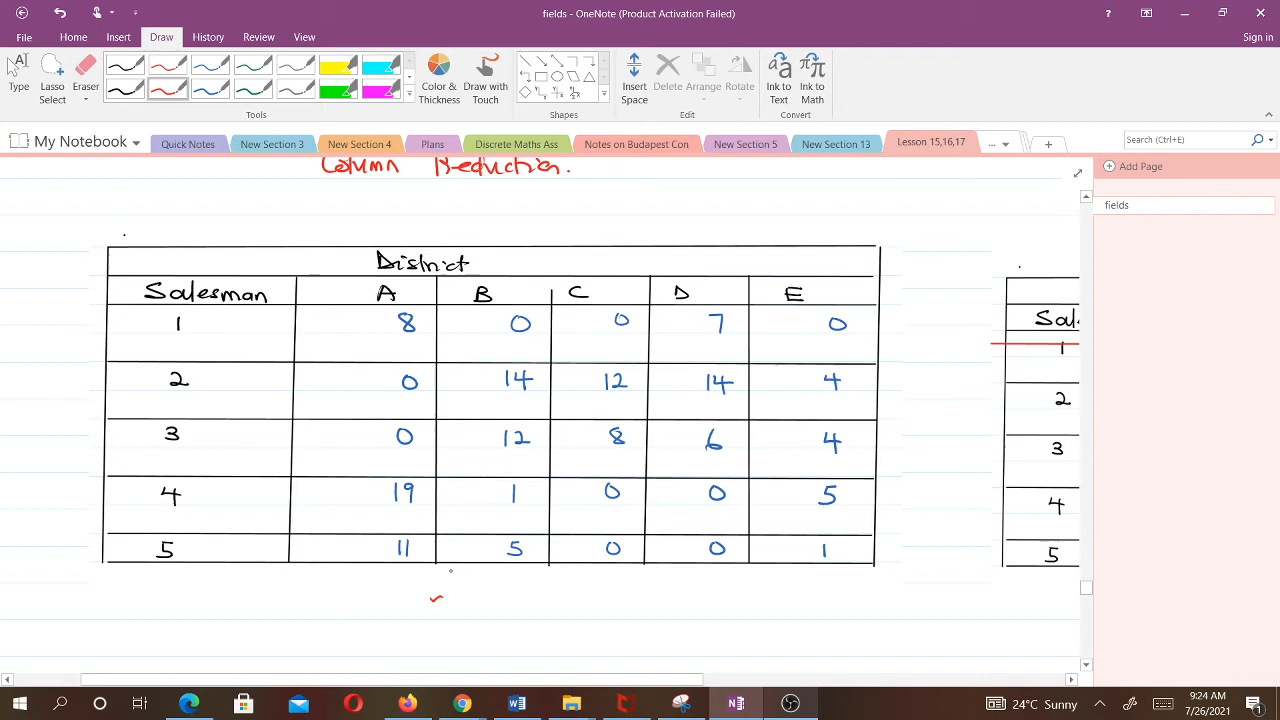 fields - OneNote (Product Activation Failed)
File Home Insert Draw History Review View
Sign in
Type
Lasso Select
Eraser
Color & Thickness
Draw with Touch
Insert Space
Delete
Arrange
Rotate
Ink to Text
Ink to Math
Tools
Shapes
Edit
Convert
My Notebook
Quick Notes
New Section 3
New Section 4
Plans
Discrete Maths Ass
Notes on Budapest Con
New Section 5
New Section 13
Lesson 15,16,17
...
Search (Ctrl+E)
Add Page
fields
Column Reduction.
District
Salesman A B C D E
1 8 0 0 7 0
2 0 14 12 14 4
3 0 12 8 6 4
4 19 1 0 0 5
5 11 5 0 0 1
Sal
1
2
3
4
5
24°C Sunny
9:24 AM
7/26/2021